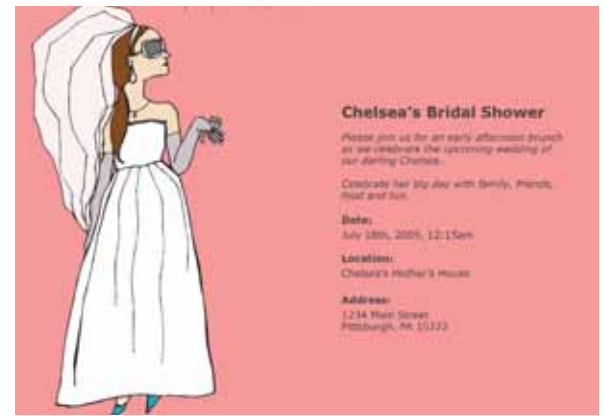 Chelsea's Bridal Shower
Please join us for an early afternoon brunch
as we celebrate the upcoming wedding of
our darling Chelsea.
Celebrate her big day with family, friends,
food and fun.
Date:
July 18th, 2005, 12:15am
Location:
Chelsea's Mother's House
Address:
1234 Main Street
Pittsburgh, PA 15222